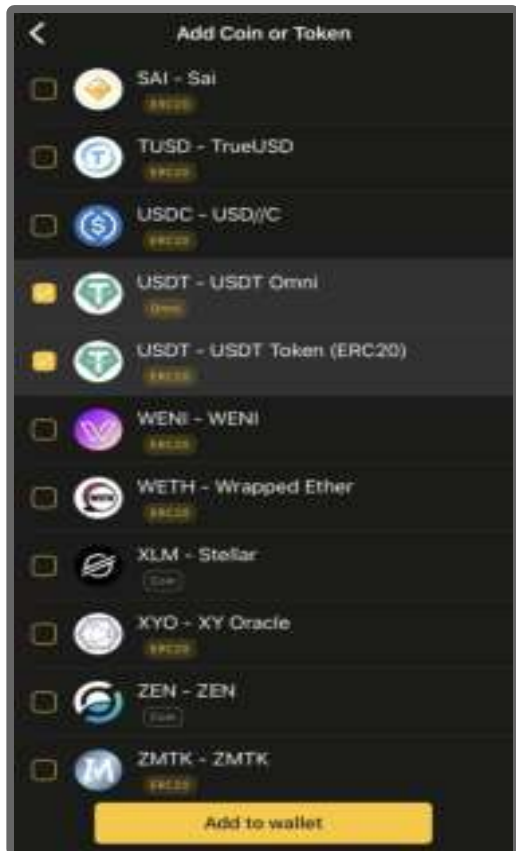 Add Coin or Token
SAI - Sai
ERC20
TUSD - TrueUSD
ERC20
USDC - USD//C
ERC20
USDT - USDT Omni
Omni
USDT - USDT Token (ERC20)
ERC20
WENI - WENI
ERC20
WETH - Wrapped Ether
ERC20
XLM - Stellar
Coin
XYO - XY Oracle
ERC20
ZEN - ZEN
Coin
ZMTK - ZMTK
ERC20
Add to wallet